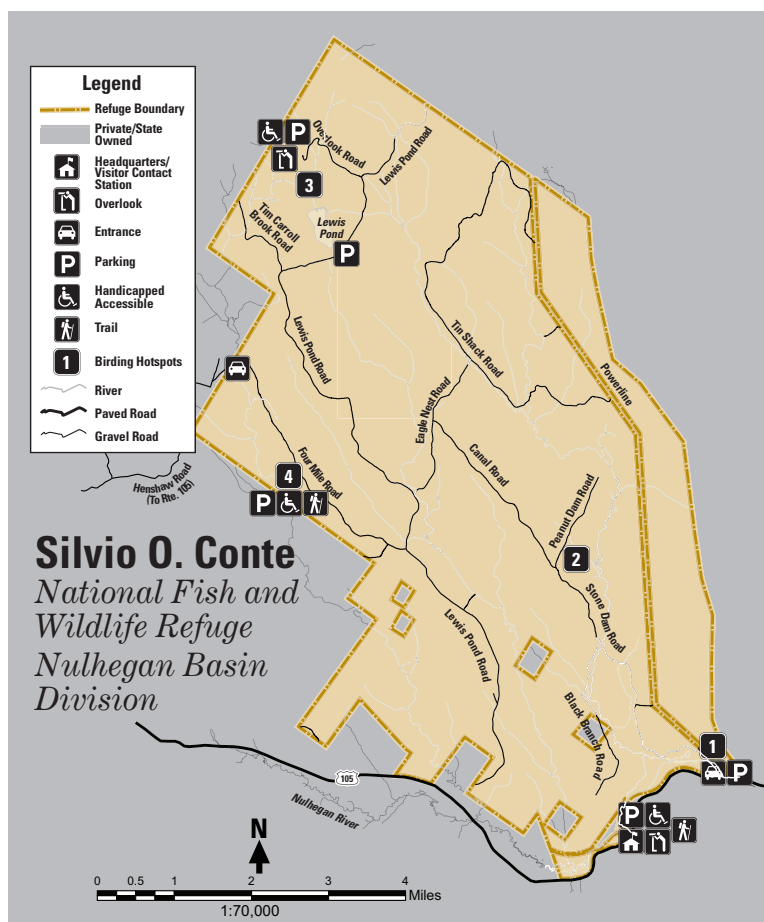 Legend
Refuge Boundary
Private/State
Owned
Headquarters/
Visitor Contact
Station
Overlook
Entrance
P
Parking
Handicapped
Accessible
Trail
1
Birding Hotspots
River
Paved Road
Gravel Road
P
Overlook Road
Lewis Pond Road
3
Tim Carroll
Brook Road
Lewis
Pond
P
Lewis Pond Road
Tin Shack Road
Powerline
Eagle Nest Road
Canal Road
4
Four Mile Road
P
Henshaw Road
(To Rte. 105)
Peanut Dam Road
2
Stone Dam Road
Silvio O. Conte
National Fish and
Wildlife Refuge
Nulhegan Basin
Division
Lewis Pond Road
Black Branch Road
1
P
105
Nulhegan River
P
N
0 0.5 1 2 3 4
Miles
1:70,000